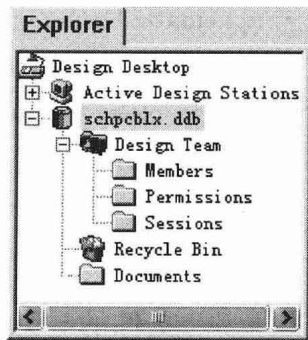 Explorer
Design Desktop
Active Design Stations
schpcblx.ddb
Design Team
Members
Permissions
Sessions
Recycle Bin
Documents